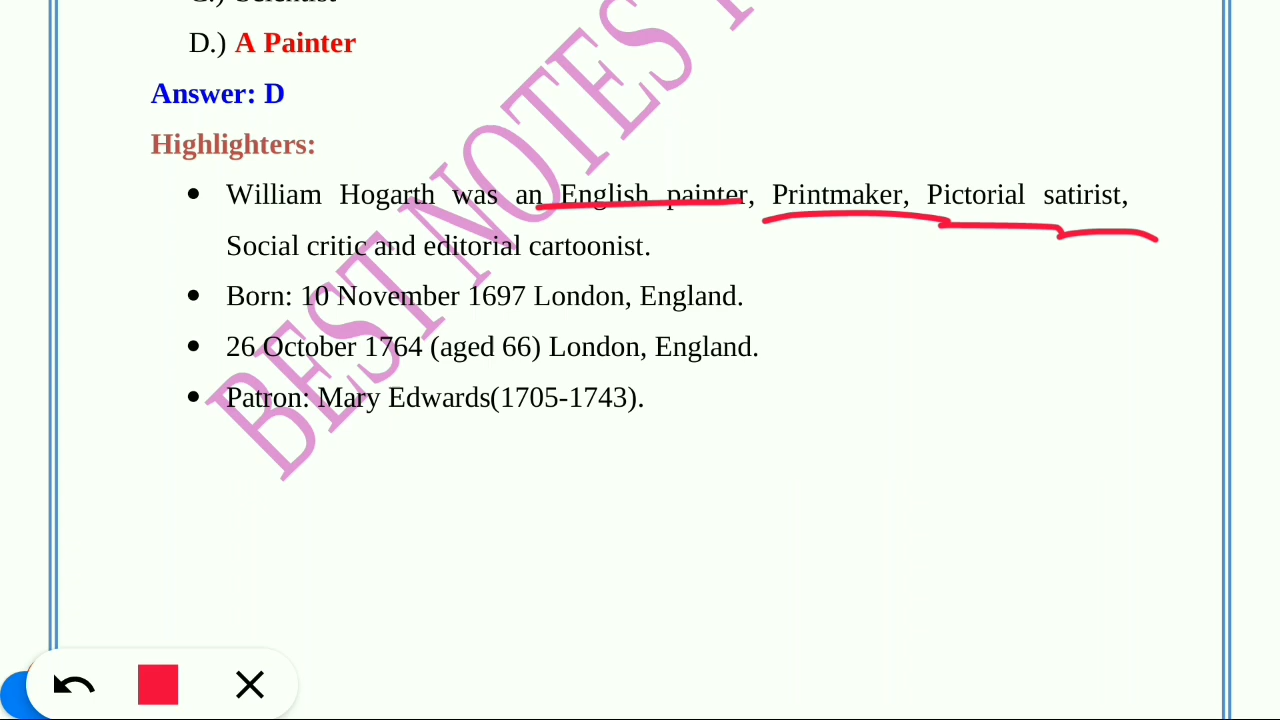 C.) Scientist
D.) A Painter
Answer: D
Highlighters:
• William Hogarth was an English painter, Printmaker, Pictorial satirist,
Social critic and editorial cartoonist.
• Born: 10 November 1697 London, England.
• 26 October 1764 (aged 66) London, England.
• Patron: Mary Edwards(1705-1743).
BEST NOTES